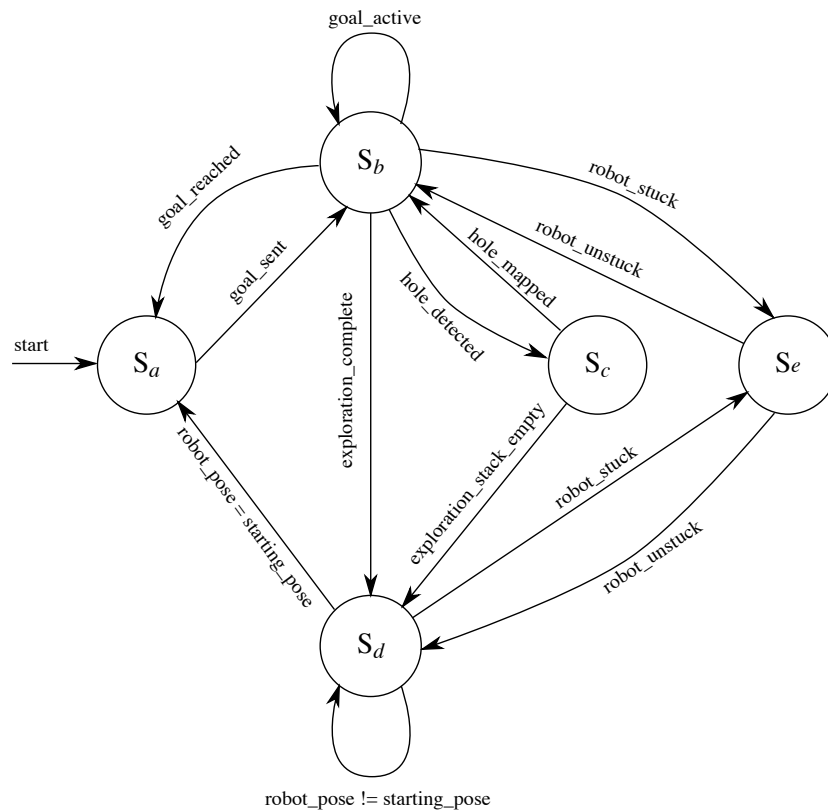 goal_active
S_b
goal_reached
robot_stuck
robot_unstuck
goal_sent
hole_mapped
hole_detected
start
S_a
exploration_complete
S_c
S_e
robot_pose = starting_pose
exploration_stack_empty
robot_stuck
robot_unstuck
S_d
robot_pose != starting_pose